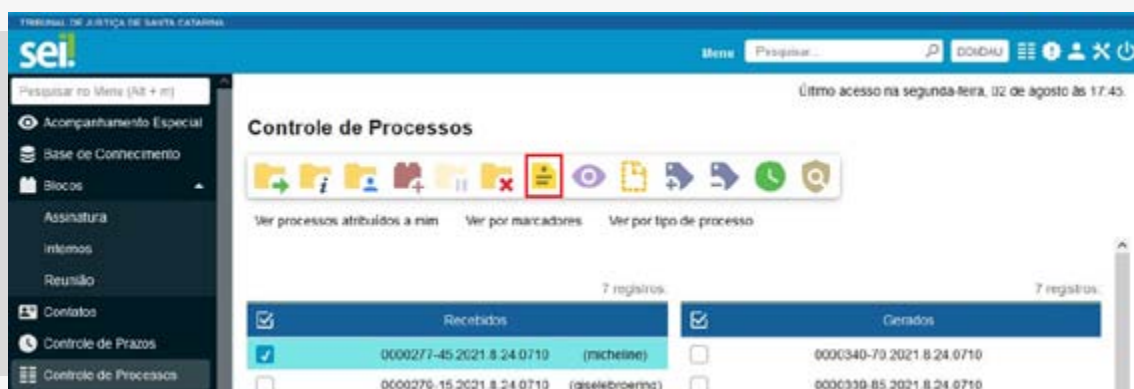 TRIBUNAL DE JUSTIÇA DE SANTA CATARINA
sei!
Menu
Pesquisar...
Pesquisar no Menu (Alt + m)
Último acesso na segunda-feira, 02 de agosto às 17:45.
Acompanhamento Especial
Controle de Processos
Base de Conhecimento
Blocos
Assinatura
Ver processos atribuídos a mim Ver por marcadores Ver por tipo de processo
Internos
Reunião
7 registros:
7 registros:
Contatos
Recebidos
Gerados
Controle de Prazos
0000277-45.2021.8.24.0710 (micheline)
0000340-70.2021.8.24.0710
Controle de Processos
0000279-15.2021.8.24.0710 (giselebroering)
0000339-85.2021.8.24.0710